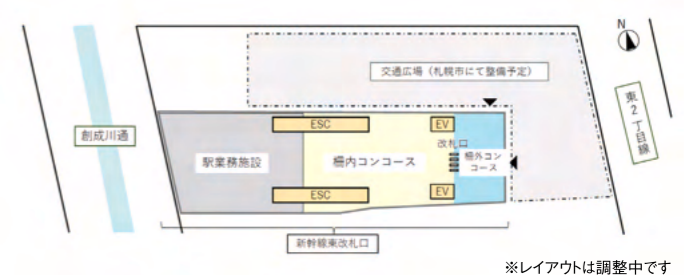 N
交通広場（札幌市にて整備予定）
東2丁目線
創成川通
ESC
EV
改札口
駅業務施設
柵内コンコース
柵外コン
コース
ESC
EV
新幹線東改札口
※レイアウトは調整中です